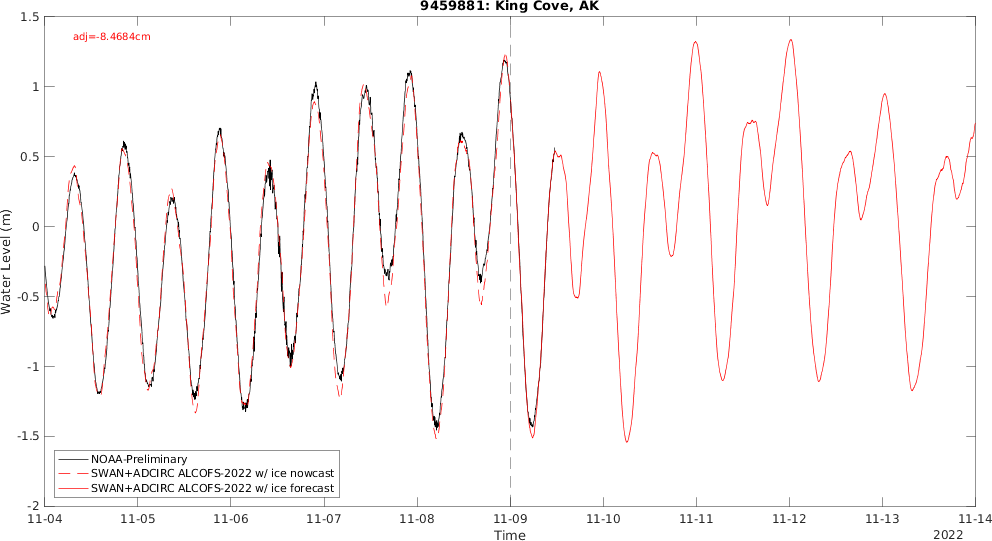 9459881: King Cove, AK
adj=-8.4684cm
Water Level (m)
1.5
1
0.5
0
-0.5
-1
-1.5
-2
NOAA-Preliminary
SWAN+ADCIRC ALCOFS-2022 w/ ice nowcast
SWAN+ADCIRC ALCOFS-2022 w/ ice forecast
11-04 11-05 11-06 11-07 11-08 11-09 11-10 11-11 11-12 11-13 11-14
Time
2022